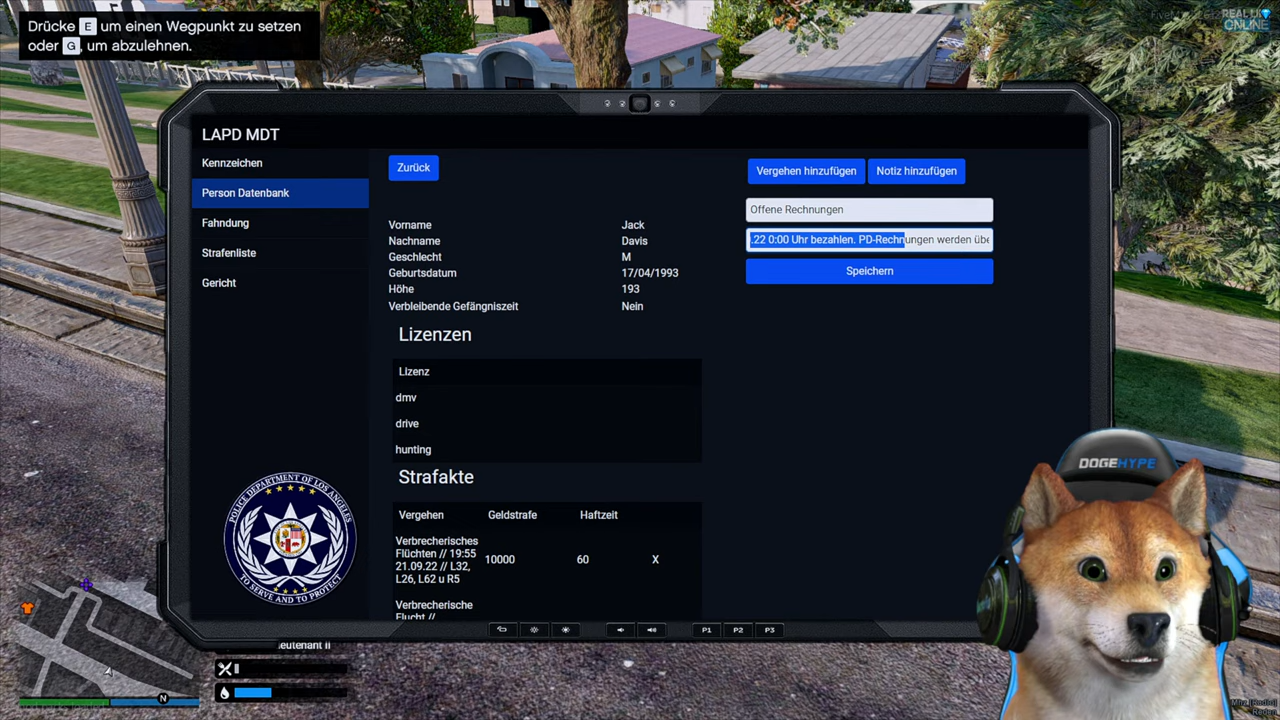 Drücke E um einen Wegpunkt zu setzen
oder G, um abzulehnen.
REAL LIFE
ONLINE
LAPD MDT
Kennzeichen
Person Datenbank
Fahndung
Strafenliste
Gericht
Zurück
Vergehen hinzufügen
Notiz hinzufügen
Offene Rechnungen
.22 0:00 Uhr bezahlen. PD-Rechnungen werden übe
Speichern
Vorname Jack
Nachname Davis
Geschlecht M
Geburtsdatum 17/04/1993
Höhe 193
Verbleibende Gefängniszeit Nein
Lizenzen
Lizenz
dmv
drive
hunting
Strafakte
Vergehen Geldstrafe Haftzeit
Verbrecherisches
Flüchten // 19:55
21.09.22 // L32,
L26, L62 u R5
10000 60 X
Verbrecherische
Flucht //
POLICE DEPARTMENT OF LOS ANGELES
TO SERVE AND TO PROTECT
P1 P2 P3
eutenant II
N
DOGEHYPE